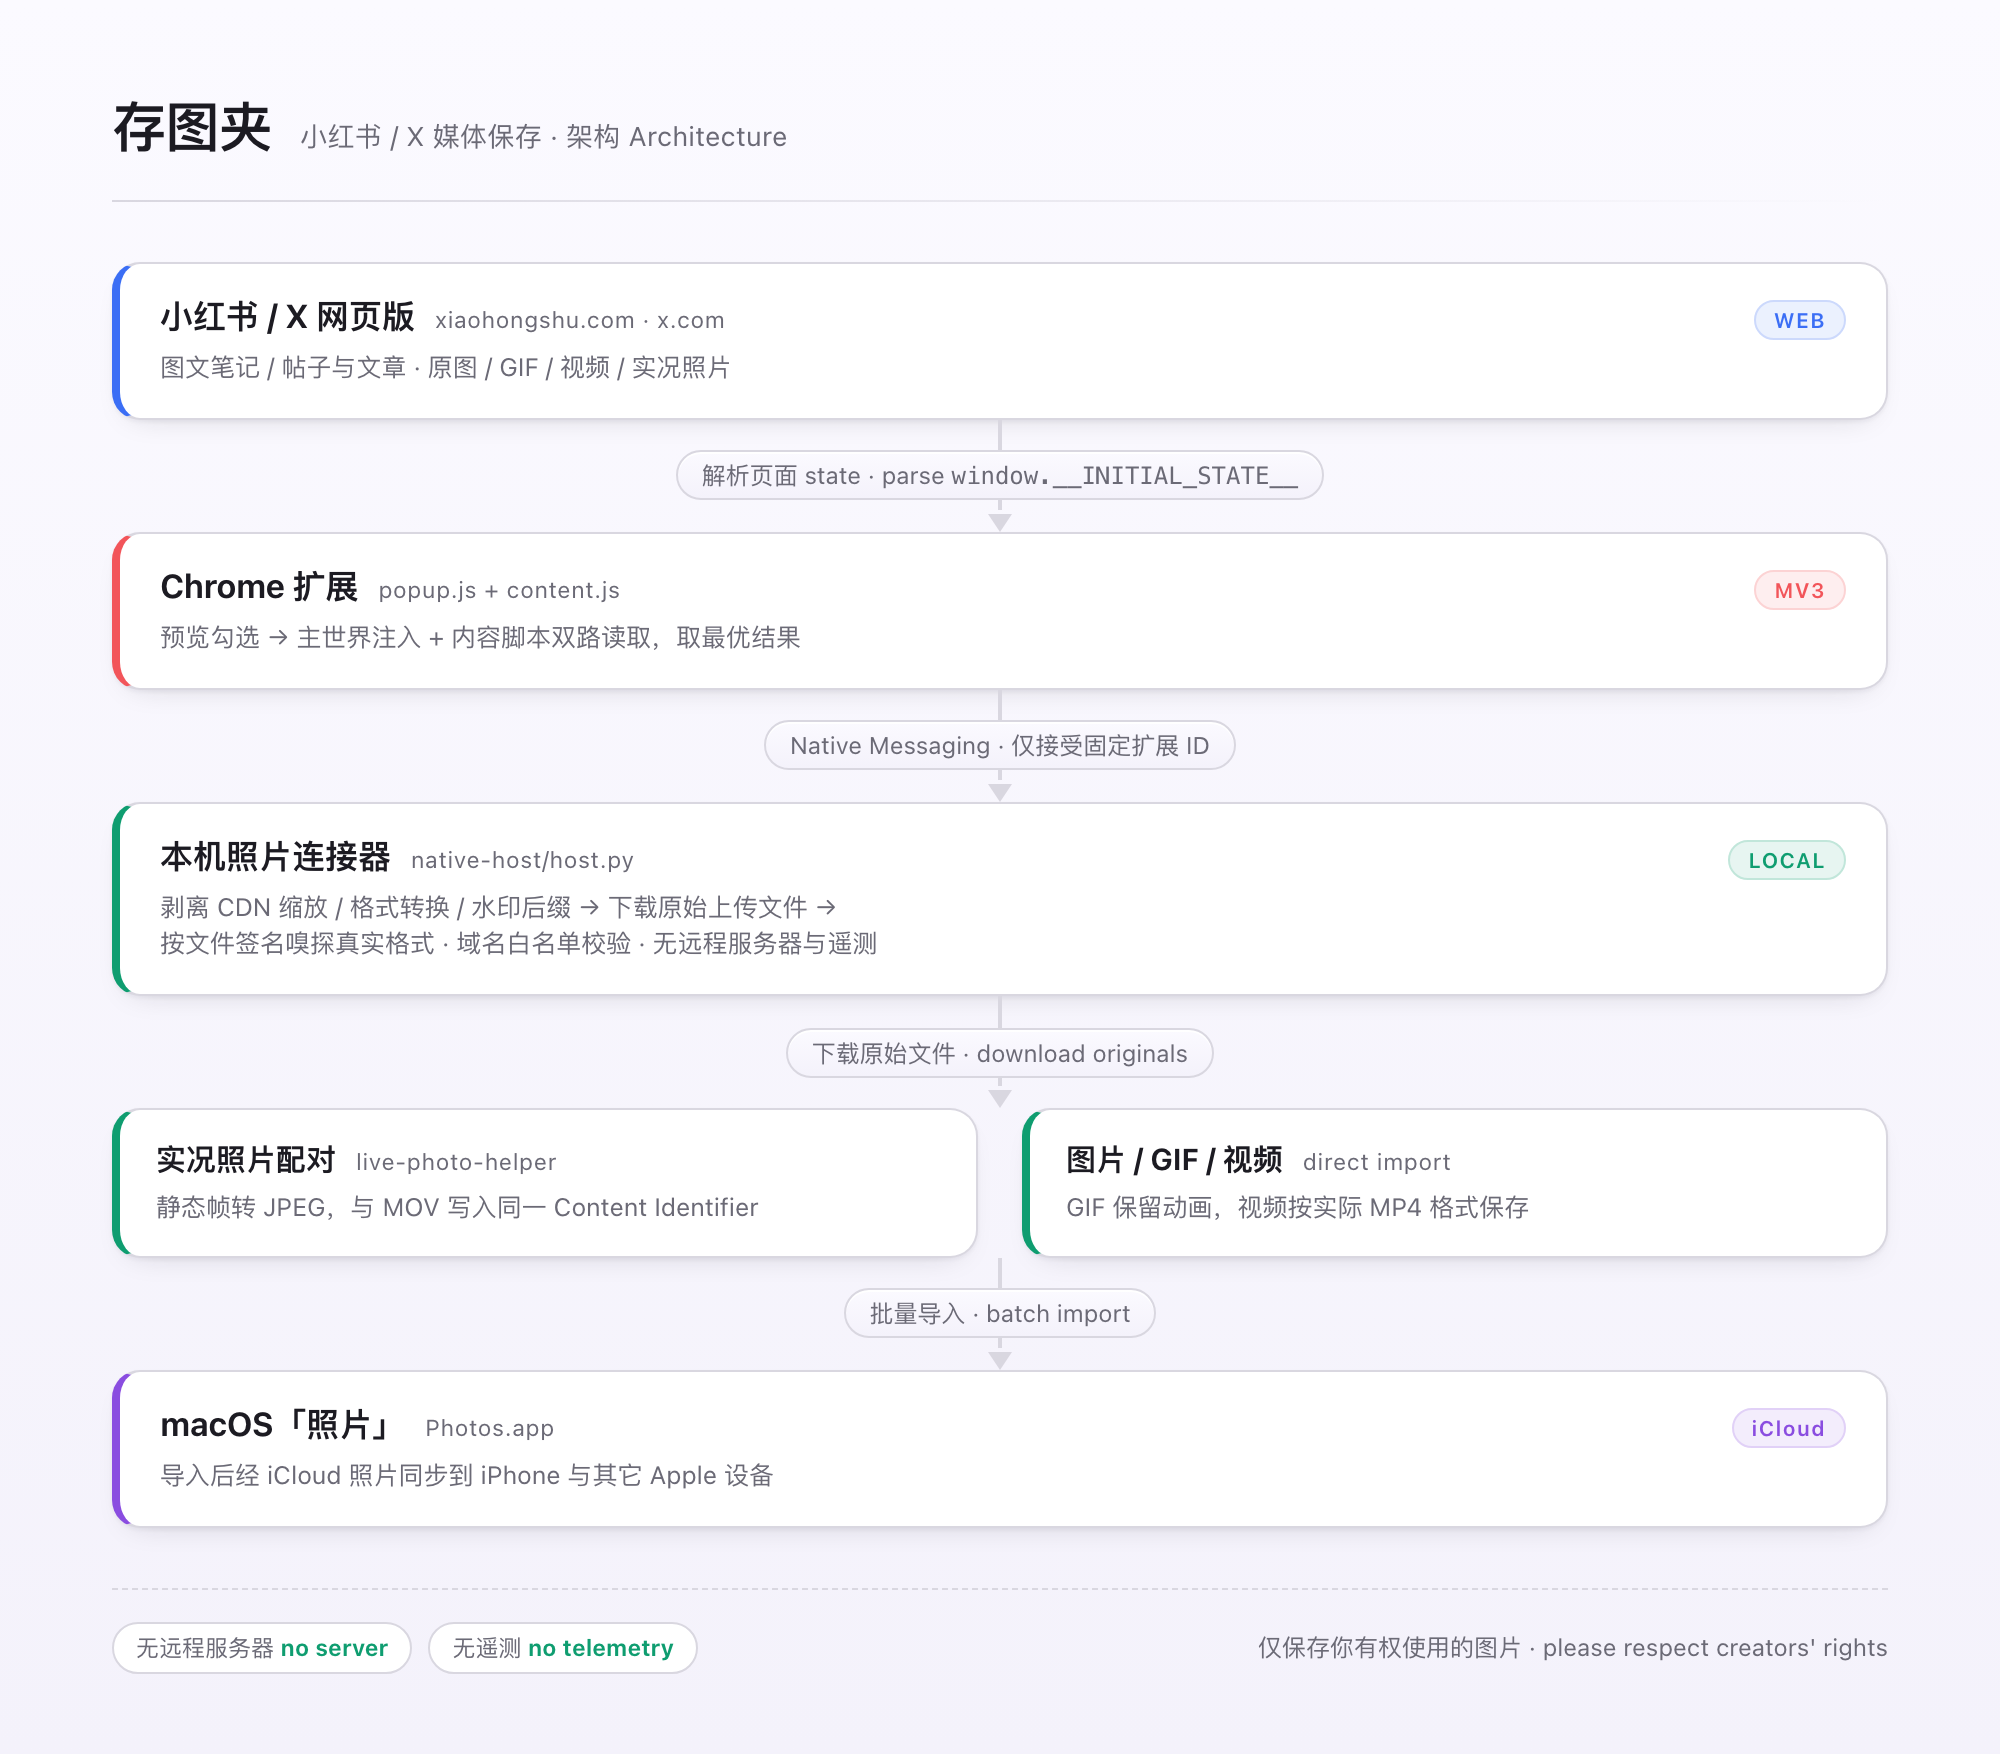 存图夹 小红书 / X 媒体保存 · 架构 Architecture
小红书 / X 网页版 xiaohongshu.com · x.com WEB
图文笔记 / 帖子与文章 · 原图 / GIF / 视频 / 实况照片
解析页面 state · parse window.__INITIAL_STATE__
Chrome 扩展 popup.js + content.js MV3
预览勾选 → 主世界注入 + 内容脚本双路读取，取最优结果
Native Messaging · 仅接受固定扩展 ID
本机照片连接器 native-host/host.py LOCAL
剥离 CDN 缩放 / 格式转换 / 水印后缀 → 下载原始上传文件 →
按文件签名嗅探真实格式 · 域名白名单校验 · 无远程服务器与遥测
下载原始文件 · download originals
实况照片配对 live-photo-helper
静态帧转 JPEG，与 MOV 写入同一 Content Identifier
图片 / GIF / 视频 direct import
GIF 保留动画，视频按实际 MP4 格式保存
批量导入 · batch import
macOS「照片」 Photos.app iCloud
导入后经 iCloud 照片同步到 iPhone 与其它 Apple 设备
无远程服务器 no server 无遥测 no telemetry 仅保存你有权使用的图片 · please respect creators' rights